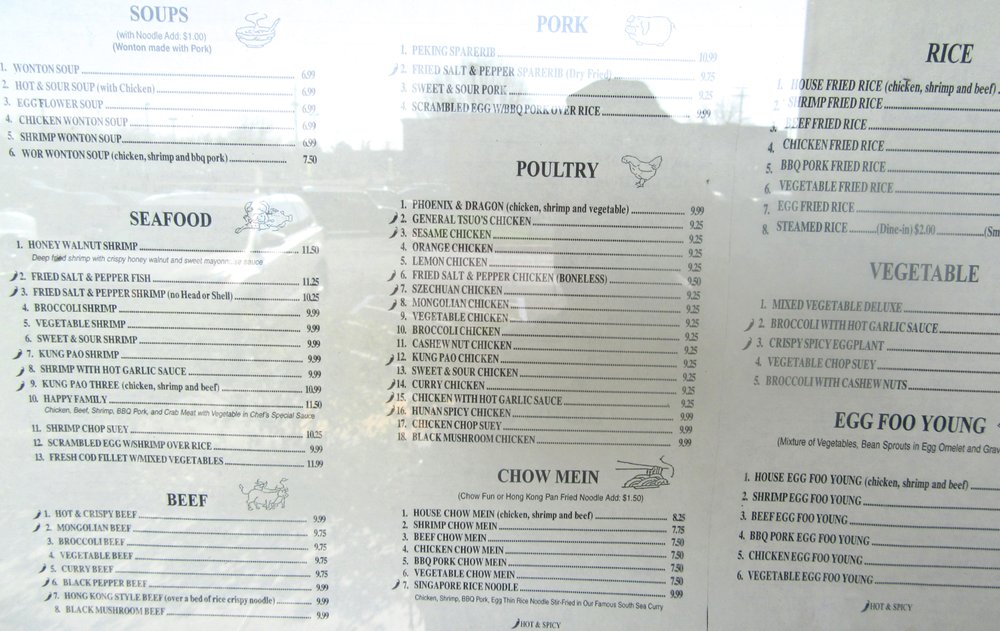 SOUPS
(with Noodle Add: $1.00)
(Wonton made with Pork)
1. WONTON SOUP 6.99
2. HOT & SOUR SOUP (with Chicken) 6.99
3. EGG FLOWER SOUP 6.99
4. CHICKEN WONTON SOUP 6.99
5. SHRIMP WONTON SOUP 6.99
6. WOR WONTON SOUP (chicken, shrimp and bbq pork) 7.50
SEAFOOD
1. HONEY WALNUT SHRIMP 11.50
Deep fried shrimp with crispy honey walnut and sweet mayonnaise sauce
2. FRIED SALT & PEPPER FISH 11.25
3. FRIED SALT & PEPPER SHRIMP (no Head or Shell) 10.25
4. BROCCOLI SHRIMP 9.99
5. VEGETABLE SHRIMP 9.99
6. SWEET & SOUR SHRIMP 9.99
7. KUNG PAO SHRIMP 9.99
8. SHRIMP WITH HOT GARLIC SAUCE 9.99
9. KUNG PAO THREE (chicken, shrimp and beef) 10.99
10. HAPPY FAMILY 11.50
Chicken, Beef, Shrimp, BBQ Pork, and Crab Meat with Vegetable in Chef's Special Sauce
11. SHRIMP CHOP SUEY 10.25
12. SCRAMBLED EGG W/SHRIMP OVER RICE 9.99
13. FRESH COD FILLET W/MIXED VEGETABLES 11.99
BEEF
1. HOT & CRISPY BEEF 9.99
2. MONGOLIAN BEEF 9.75
3. BROCCOLI BEEF 9.75
4. VEGETABLE BEEF 9.75
5. CURRY BEEF 9.75
6. BLACK PEPPER BEEF 9.99
7. HONG KONG STYLE BEEF (over a bed of rice crispy noodle) 9.99
8. BLACK MUSHROOM BEEF 9.99
PORK
1. PEKING SPARERIB 10.99
2. FRIED SALT & PEPPER SPARERIB (Dry Fried) 9.75
3. SWEET & SOUR PORK 9.25
4. SCRAMBLED EGG W/BBQ PORK OVER RICE 9.99
POULTRY
1. PHOENIX & DRAGON (chicken, shrimp and vegetable) 9.99
2. GENERAL TSUO'S CHICKEN 9.25
3. SESAME CHICKEN 9.25
4. ORANGE CHICKEN 9.25
5. LEMON CHICKEN 9.25
6. FRIED SALT & PEPPER CHICKEN (BONELESS) 9.50
7. SZECHUAN CHICKEN 9.25
8. MONGOLIAN CHICKEN 9.25
9. VEGETABLE CHICKEN 9.25
10. BROCCOLI CHICKEN 9.25
11. CASHEW NUT CHICKEN 9.25
12. KUNG PAO CHICKEN 9.25
13. SWEET & SOUR CHICKEN 9.25
14. CURRY CHICKEN 9.25
15. CHICKEN WITH HOT GARLIC SAUCE 9.25
16. HUNAN SPICY CHICKEN 9.99
17. CHICKEN CHOP SUEY 9.99
18. BLACK MUSHROOM CHICKEN 9.99
CHOW MEIN
(Chow Fun or Hong Kong Pan Fried Noodle Add: $1.50)
1. HOUSE CHOW MEIN (chicken, shrimp and beef) 8.25
2. SHRIMP CHOW MEIN 7.75
3. BEEF CHOW MEIN 7.50
4. CHICKEN CHOW MEIN 7.50
5. BBQ PORK CHOW MEIN 7.50
6. VEGETABLE CHOW MEIN 7.50
7. SINGAPORE RICE NOODLE 9.99
Chicken, Shrimp, BBQ Pork, Egg Thin Rice Noodle Stir-Fried in Our Famous South Sea Curry
HOT & SPICY
RICE
1. HOUSE FRIED RICE (chicken, shrimp and beef)
2. SHRIMP FRIED RICE
3. BEEF FRIED RICE
4. CHICKEN FRIED RICE
5. BBQ PORK FRIED RICE
6. VEGETABLE FRIED RICE
7. EGG FRIED RICE
8. STEAMED RICE (Dine-in) $2.00 (Sm
VEGETABLE
1. MIXED VEGETABLE DELUXE
2. BROCCOLI WITH HOT GARLIC SAUCE
3. CRISPY SPICY EGGPLANT
4. VEGETABLE CHOP SUEY
5. BROCCOLI WITH CASHEW NUTS
EGG FOO YOUNG
(Mixture of Vegetables, Bean Sprouts in Egg Omelet and Grav
1. HOUSE EGG FOO YOUNG (chicken, shrimp and beef)
2. SHRIMP EGG FOO YOUNG
3. BEEF EGG FOO YOUNG
4. BBQ PORK EGG FOO YOUNG
5. CHICKEN EGG FOO YOUNG
6. VEGETABLE EGG FOO YOUNG
HOT & SPICY